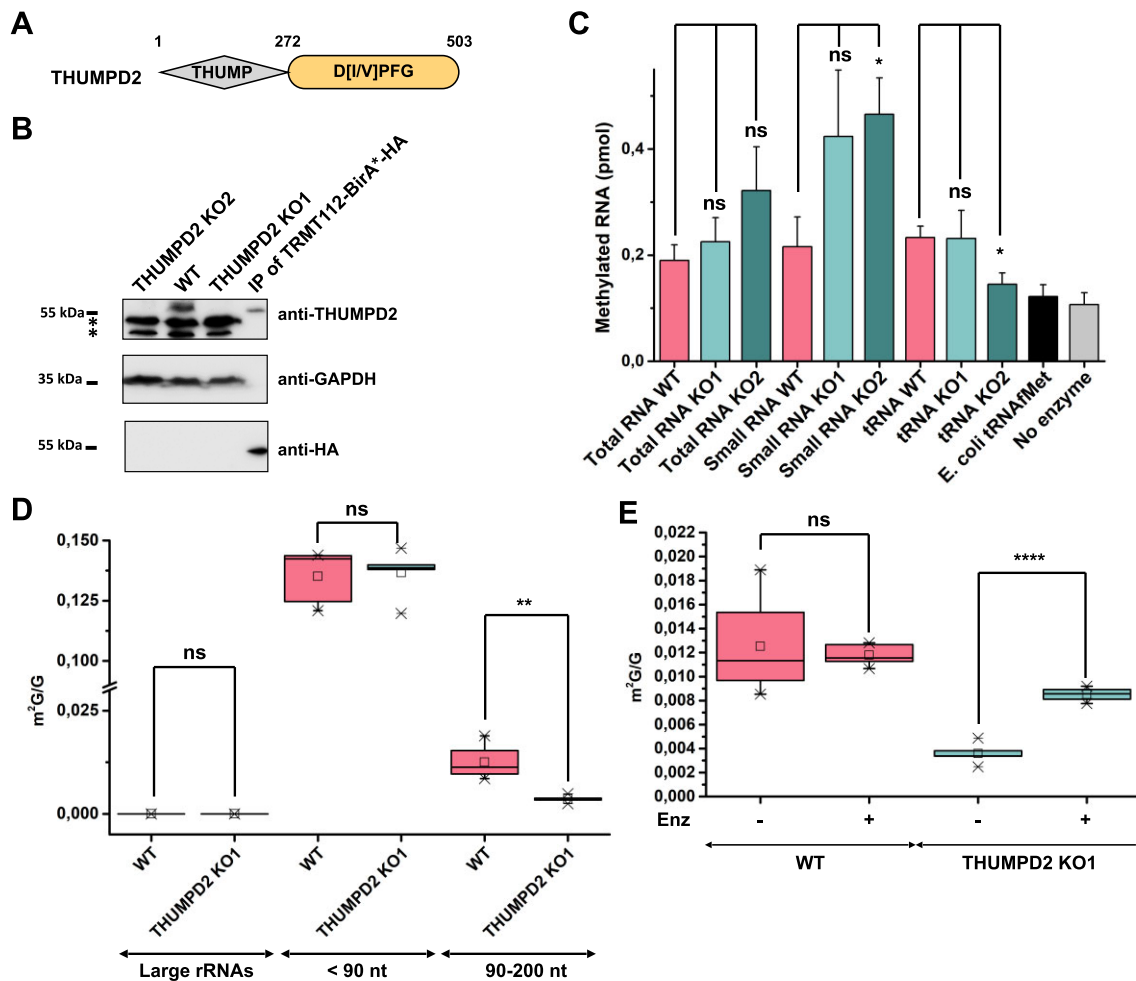 A
1
272
503
THUMPD2
THUMP
D[I/V]PFG
B
THUMPD2 KO2
WT
THUMPD2 KO1
IP of TRMT112-BirA*-HA
55 kDa
*
*
anti-THUMPD2
35 kDa
anti-GAPDH
55 kDa
anti-HA
C
Methylated RNA (pmol)
0,4
0,2
0,0
ns
ns
ns
*
ns
*
Total RNA WT
Total RNA KO1
Total RNA KO2
Small RNA WT
Small RNA KO1
Small RNA KO2
tRNA WT
tRNA KO1
tRNA KO2
E. coli tRNAfMet
No enzyme
D
m²G/G
0,150
0,125
0,100
0,025
0,000
ns
ns
**
WT
THUMPD2 KO1
WT
THUMPD2 KO1
WT
THUMPD2 KO1
Large rRNAs
< 90 nt
90-200 nt
E
m²G/G
0,022
0,020
0,018
0,016
0,014
0,012
0,010
0,008
0,006
0,004
0,002
0,000
ns
****
Enz
-
+
-
+
WT
THUMPD2 KO1